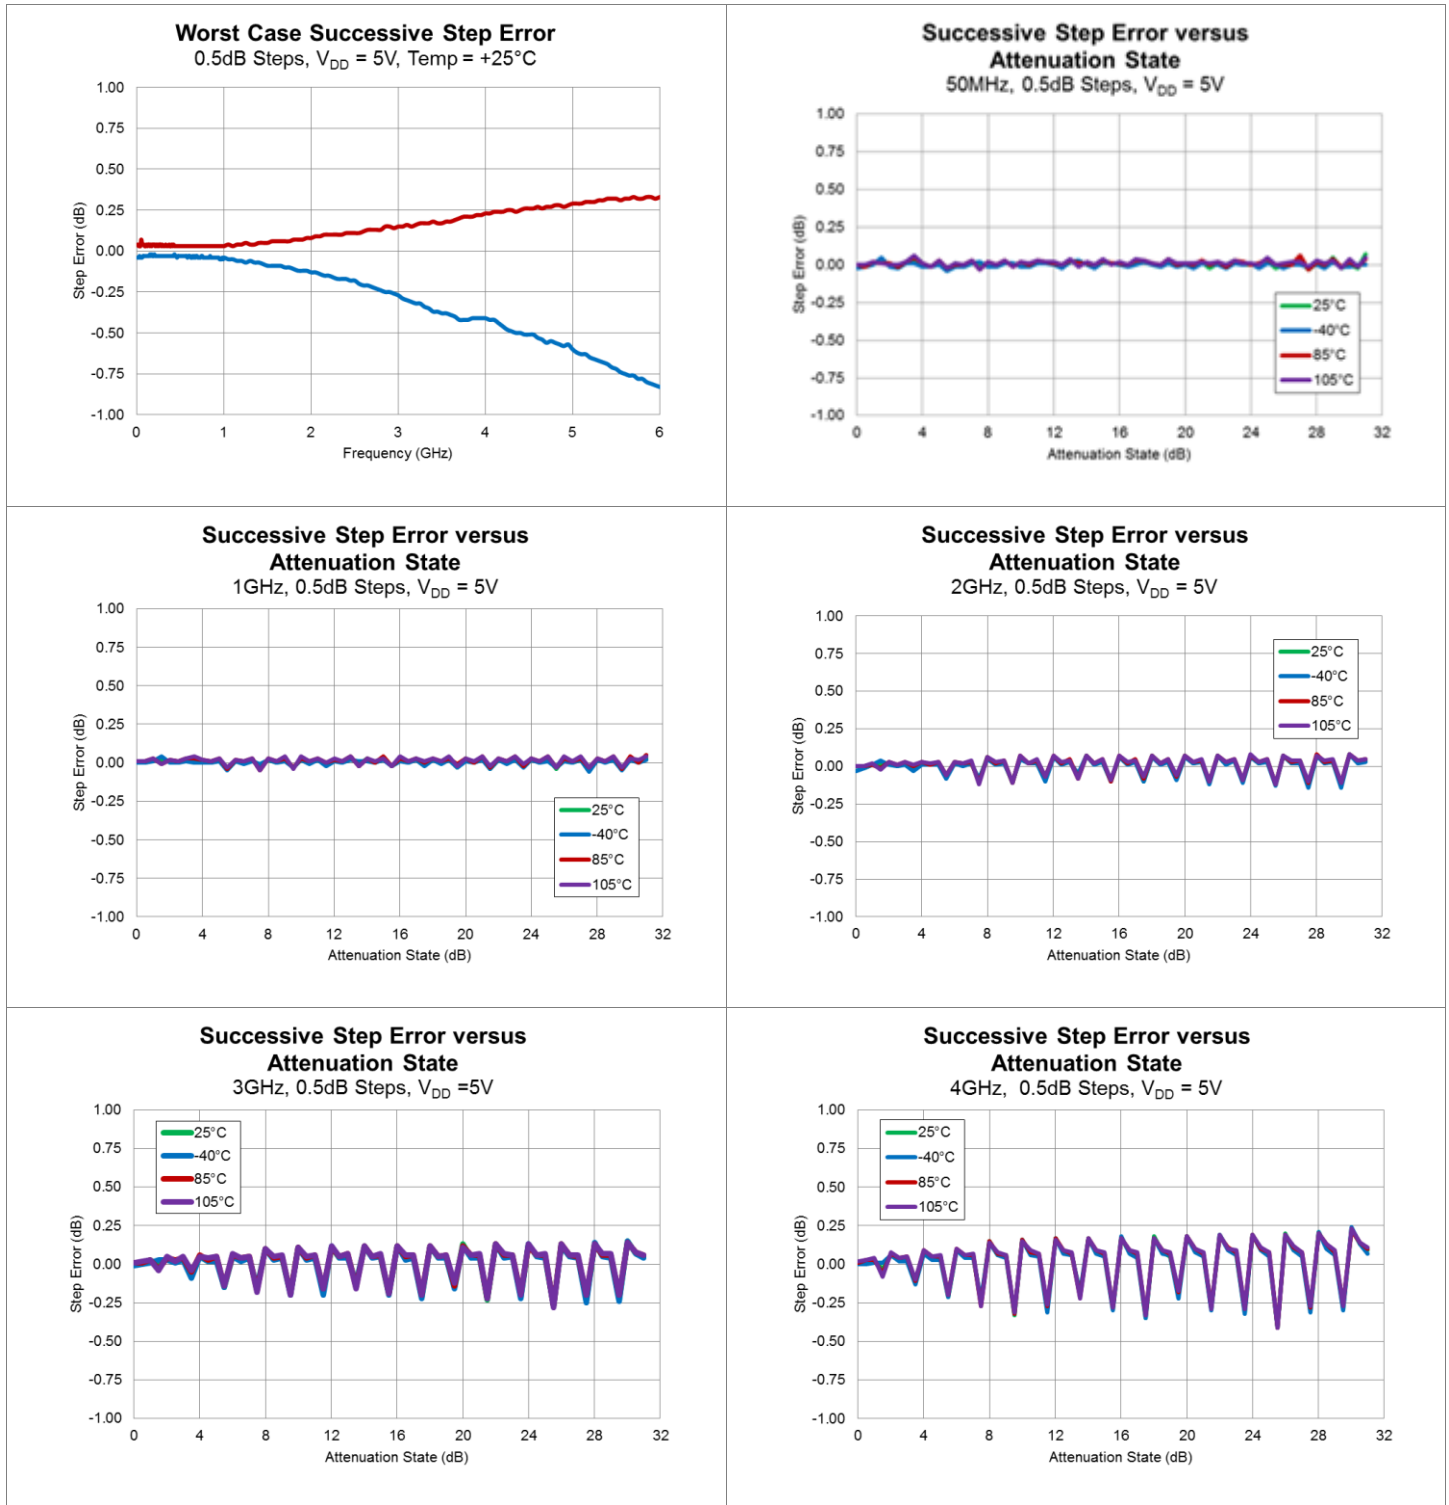 Worst Case Successive Step Error
0.5dB Steps, VDD = 5V, Temp = +25°C
1.00
0.75
0.50
0.25
0.00
-0.25
-0.50
-0.75
-1.00
Step Error (dB)
0 1 2 3 4 5 6
Frequency (GHz)
Successive Step Error versus
Attenuation State
50MHz, 0.5dB Steps, VDD = 5V
1.00
0.75
0.50
0.25
0.00
-0.25
-0.50
-0.75
-1.00
Step Error (dB)
25°C
-40°C
85°C
105°C
0 4 8 12 16 20 24 28 32
Attenuation State (dB)
Successive Step Error versus
Attenuation State
1GHz, 0.5dB Steps, VDD = 5V
1.00
0.75
0.50
0.25
0.00
-0.25
-0.50
-0.75
-1.00
Step Error (dB)
25°C
-40°C
85°C
105°C
0 4 8 12 16 20 24 28 32
Attenuation State (dB)
Successive Step Error versus
Attenuation State
2GHz, 0.5dB Steps, VDD = 5V
1.00
0.75
0.50
0.25
0.00
-0.25
-0.50
-0.75
-1.00
Step Error (dB)
25°C
-40°C
85°C
105°C
0 4 8 12 16 20 24 28 32
Attenuation State (dB)
Successive Step Error versus
Attenuation State
3GHz, 0.5dB Steps, VDD =5V
1.00
0.75
0.50
0.25
0.00
-0.25
-0.50
-0.75
-1.00
Step Error (dB)
25°C
-40°C
85°C
105°C
0 4 8 12 16 20 24 28 32
Attenuation State (dB)
Successive Step Error versus
Attenuation State
4GHz, 0.5dB Steps, VDD = 5V
1.00
0.75
0.50
0.25
0.00
-0.25
-0.50
-0.75
-1.00
Step Error (dB)
25°C
-40°C
85°C
105°C
0 4 8 12 16 20 24 28 32
Attenuation State (dB)